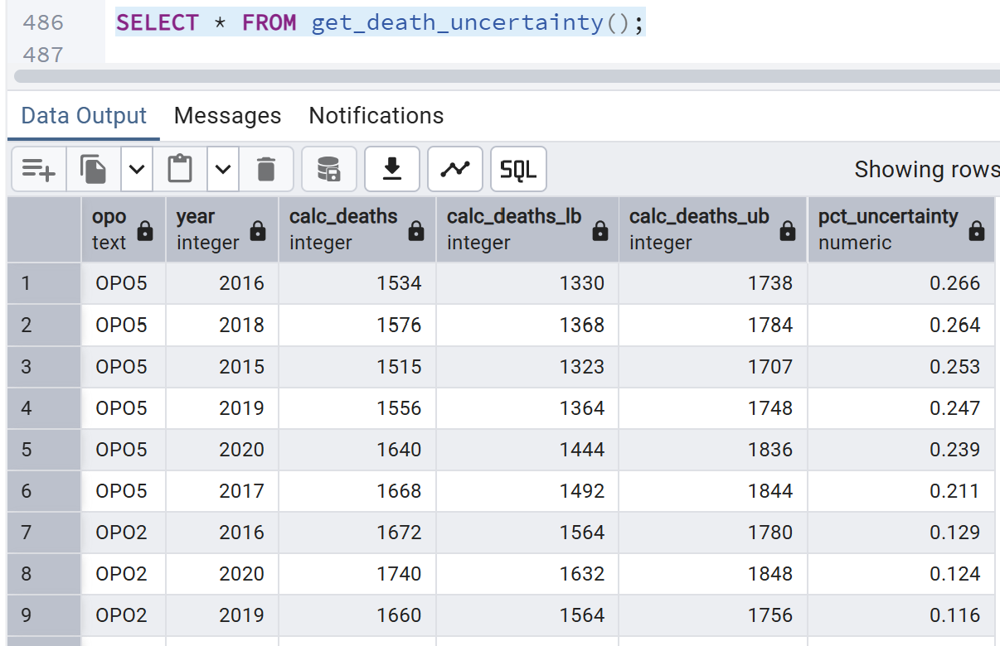 486 SELECT * FROM get_death_uncertainty();
487
Data Output Messages Notifications
SQL Showing rows
opo year calc_deaths calc_deaths_lb calc_deaths_ub pct_uncertainty
text integer integer integer integer numeric
1 OPO5 2016 1534 1330 1738 0.266
2 OPO5 2018 1576 1368 1784 0.264
3 OPO5 2015 1515 1323 1707 0.253
4 OPO5 2019 1556 1364 1748 0.247
5 OPO5 2020 1640 1444 1836 0.239
6 OPO5 2017 1668 1492 1844 0.211
7 OPO2 2016 1672 1564 1780 0.129
8 OPO2 2020 1740 1632 1848 0.124
9 OPO2 2019 1660 1564 1756 0.116